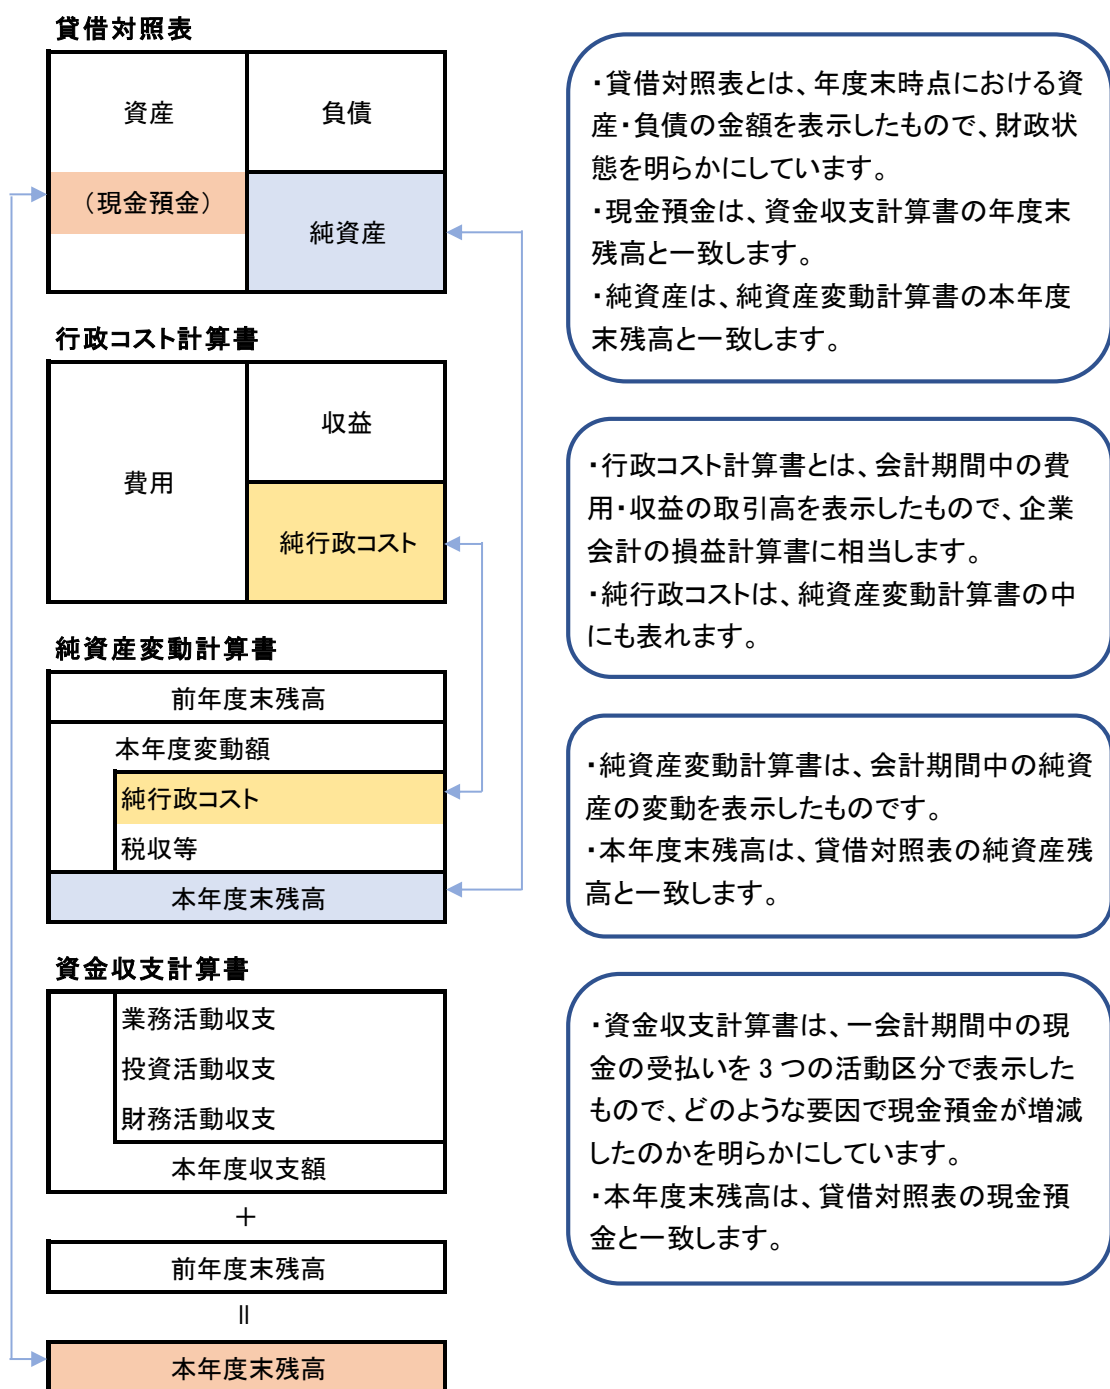 貸借対照表
資産
負債
（現金預金）
純資産
・貸借対照表とは、年度末時点における資
産・負債の金額を表示したもので、財政状
態を明らかにしています。
・現金預金は、資金収支計算書の年度末
残高と一致します。
・純資産は、純資産変動計算書の本年度
末残高と一致します。
行政コスト計算書
費用
収益
純行政コスト
・行政コスト計算書とは、会計期間中の費
用・収益の取引高を表示したもので、企業
会計の損益計算書に相当します。
・純行政コストは、純資産変動計算書の中
にも表れます。
純資産変動計算書
前年度末残高
本年度変動額
純行政コスト
税収等
本年度末残高
・純資産変動計算書は、会計期間中の純資
産の変動を表示したものです。
・本年度末残高は、貸借対照表の純資産残
高と一致します。
資金収支計算書
業務活動収支
投資活動収支
財務活動収支
本年度収支額
＋
前年度末残高
＝
本年度末残高
・資金収支計算書は、一会計期間中の現
金の受払いを 3 つの活動区分で表示した
もので、どのような要因で現金預金が増減
したのかを明らかにしています。
・本年度末残高は、貸借対照表の現金預
金と一致します。